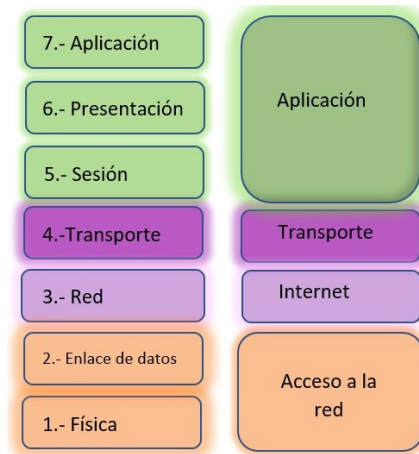 7.- Aplicación
6.- Presentación
5.- Sesión
4.-Transporte
3.- Red
2.- Enlace de datos
1.- Física
Aplicación
Transporte
Internet
Acceso a la
red